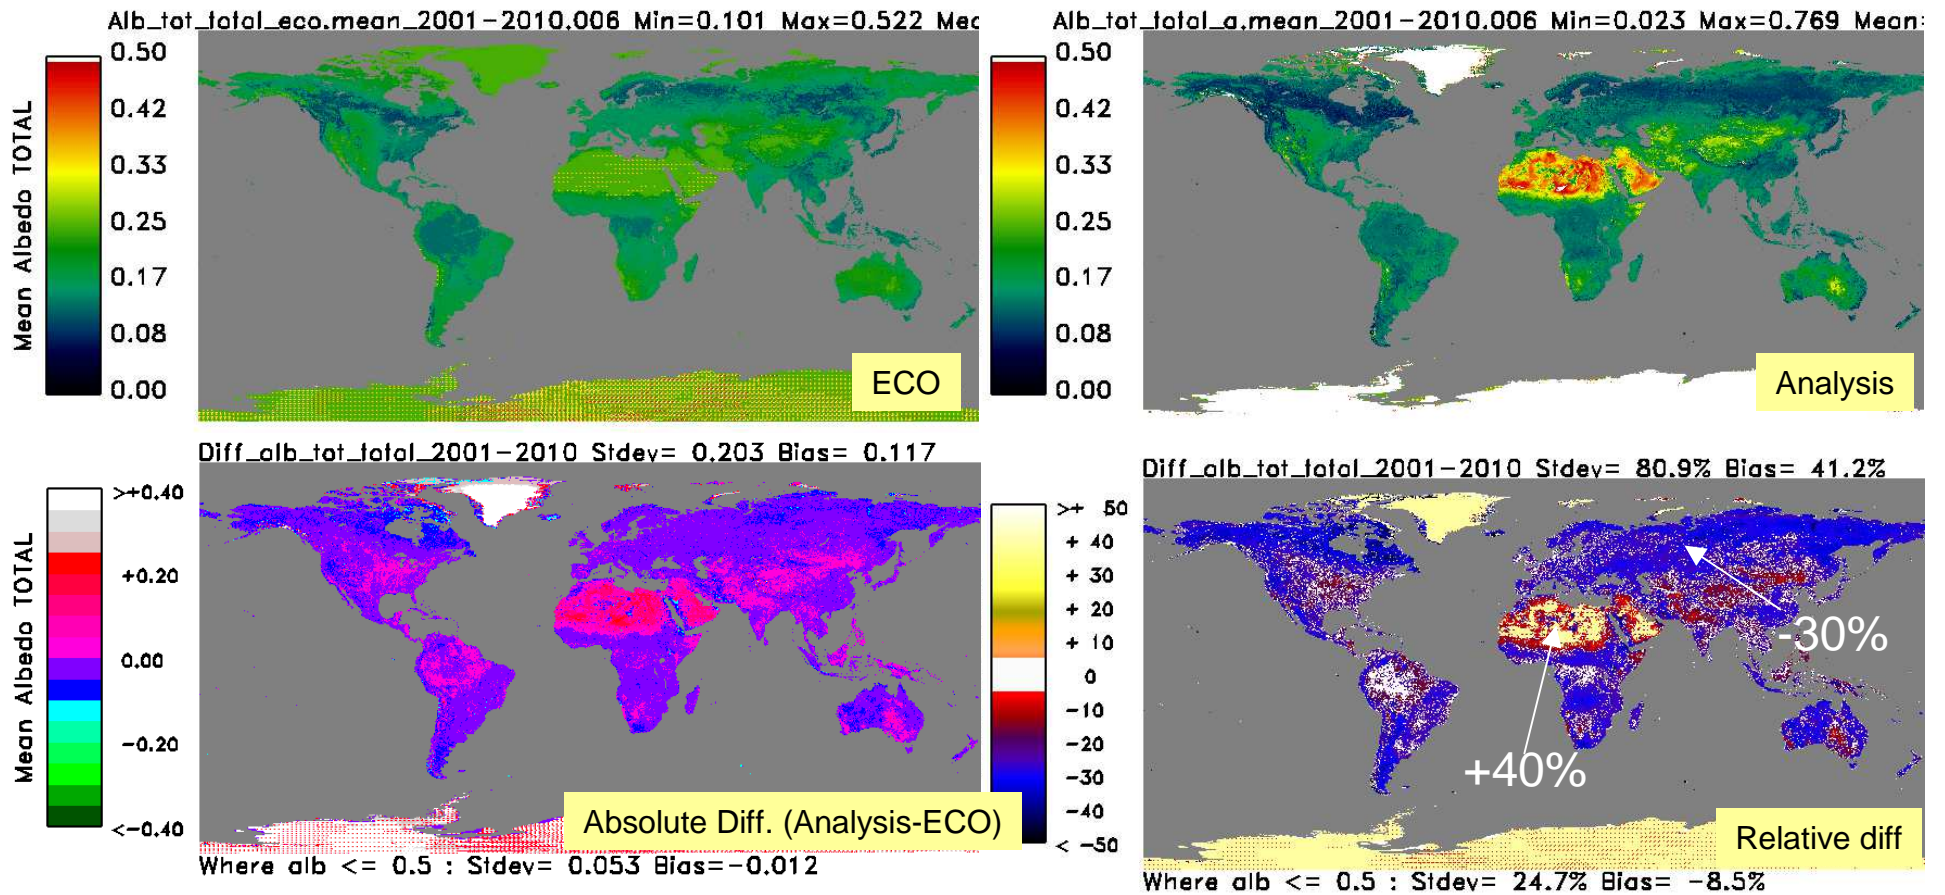 Alb_tot_total_eco.mean_2001-2010.006 Min=0.101 Max=0.522 Mec
Mean Albedo TOTAL
0.50
0.42
0.33
0.25
0.17
0.08
0.00
ECO
Alb_tot_total_a.mean_2001-2010.006 Min=0.023 Max=0.769 Mean:
0.50
0.42
0.33
0.25
0.17
0.08
0.00
Analysis
Diff_alb_tot_total_2001-2010 Stdev= 0.203 Bias= 0.117
Mean Albedo TOTAL
>+0.40
+0.20
0.00
-0.20
<-0.40
Absolute Diff. (Analysis-ECO)
Where alb <= 0.5 : Stdev= 0.053 Bias=-0.012
Diff_alb_tot_total_2001-2010 Stdev= 80.9% Bias= 41.2%
>+ 50
+ 40
+ 30
+ 20
+ 10
0
-10
-20
-30
-40
< -50
-30%
+40%
Relative diff
Where alb <= 0.5 : Stdev= 24.7% Bias= -8.5%